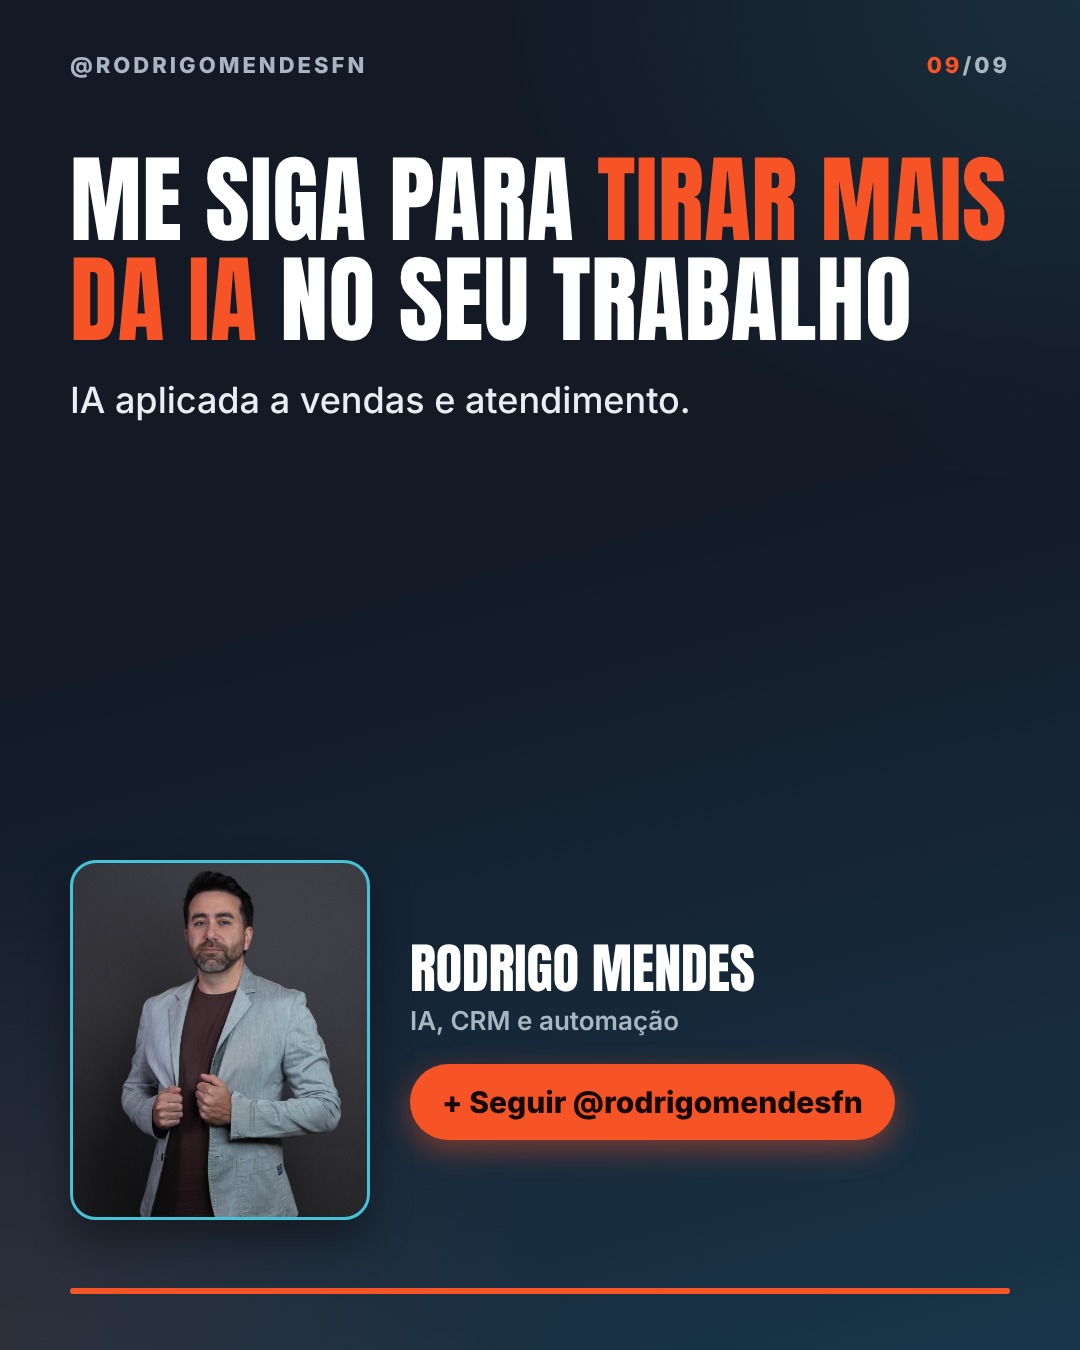 @RODRIGOMENDESFN
09/09
ME SIGA PARA TIRAR MAIS
DA IA NO SEU TRABALHO
IA aplicada a vendas e atendimento.
RODRIGO MENDES
IA, CRM e automação
+ Seguir @rodrigomendesfn